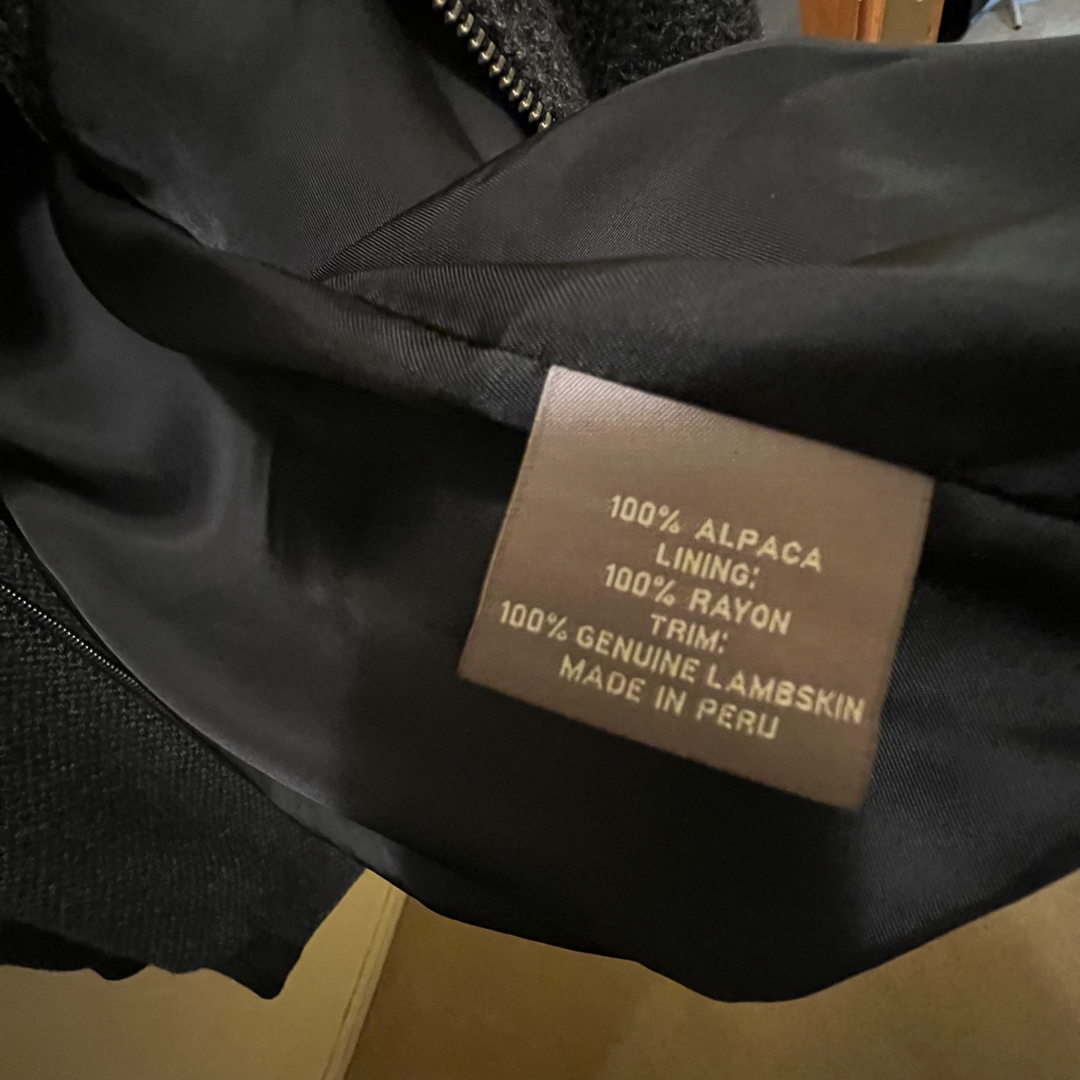 100% ALPACA
LINING:
100% RAYON
TRIM:
100% GENUINE LAMBSKIN
MADE IN PERU